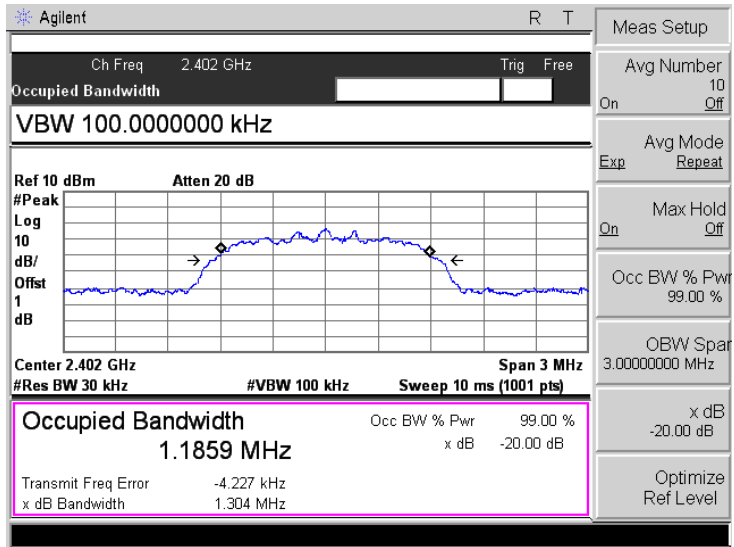 Agilent R T
Ch Freq 2.402 GHz Trig Free
Occupied Bandwidth
VBW 100.0000000 kHz
Ref 10 dBm Atten 20 dB
#Peak
Log
10
dB/
Offst
1
dB
Center 2.402 GHz Span 3 MHz
#Res BW 30 kHz #VBW 100 kHz Sweep 10 ms (1001 pts)
Occupied Bandwidth
1.1859 MHz
Occ BW % Pwr 99.00 %
x dB -20.00 dB
Transmit Freq Error -4.227 kHz
x dB Bandwidth 1.304 MHz
Meas Setup
Avg Number
10
On Off
Avg Mode
Exp Repeat
Max Hold
On Off
Occ BW % Pwr
99.00 %
OBW Span
3.00000000 MHz
x dB
-20.00 dB
Optimize
Ref Level